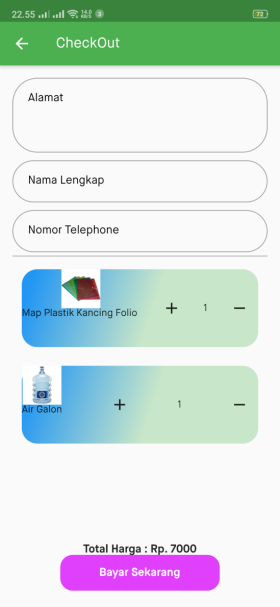 22.55
CheckOut
Alamat
Nama Lengkap
Nomor Telephone
Map Plastik Kancing Folio
+ 1 −
Air Galon
+ 1 −
Total Harga : Rp. 7000
Bayar Sekarang